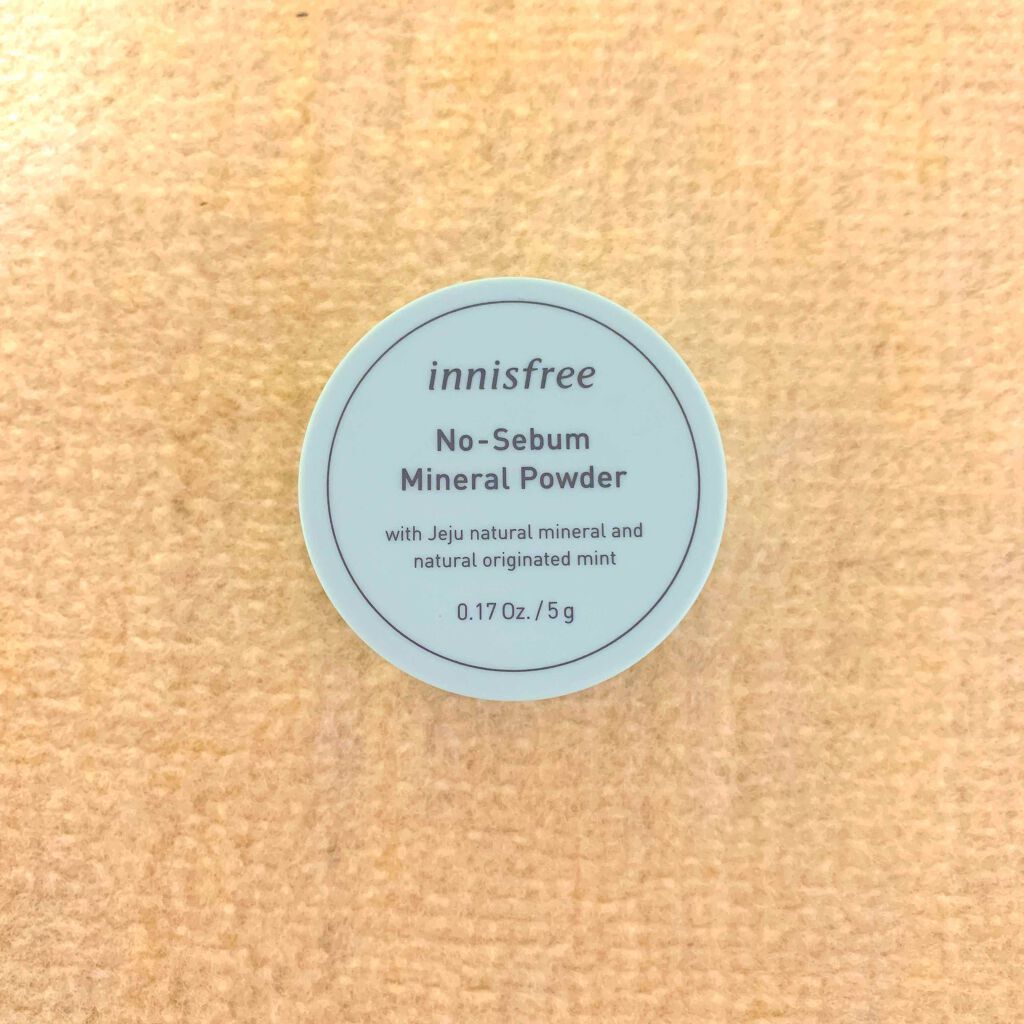 innisfree
No-Sebum
Mineral Powder
with Jeju natural mineral and
natural originated mint
0.17 Oz. / 5 g